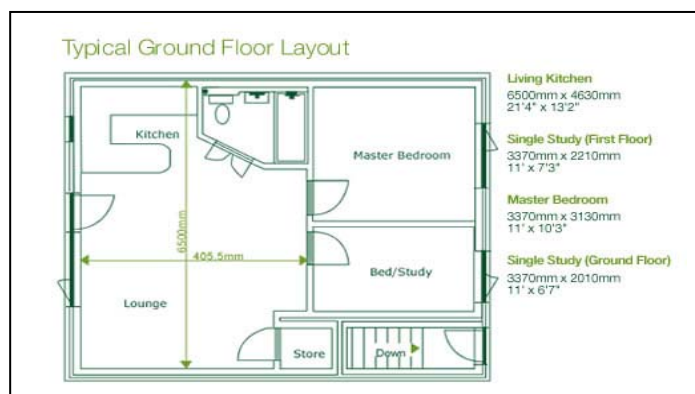 Typical Ground Floor Layout
Living Kitchen
6500mm x 4630mm
21'4" x 13'2"
Single Study (First Floor)
3370mm x 2210mm
11' x 7'3"
Master Bedroom
3370mm x 3130mm
11' x 10'3"
Single Study (Ground Floor)
3370mm x 2010mm
11' x 6'7"
Kitchen
Master Bedroom
6500mm
405.5mm
Bed/Study
Lounge
Store
Down